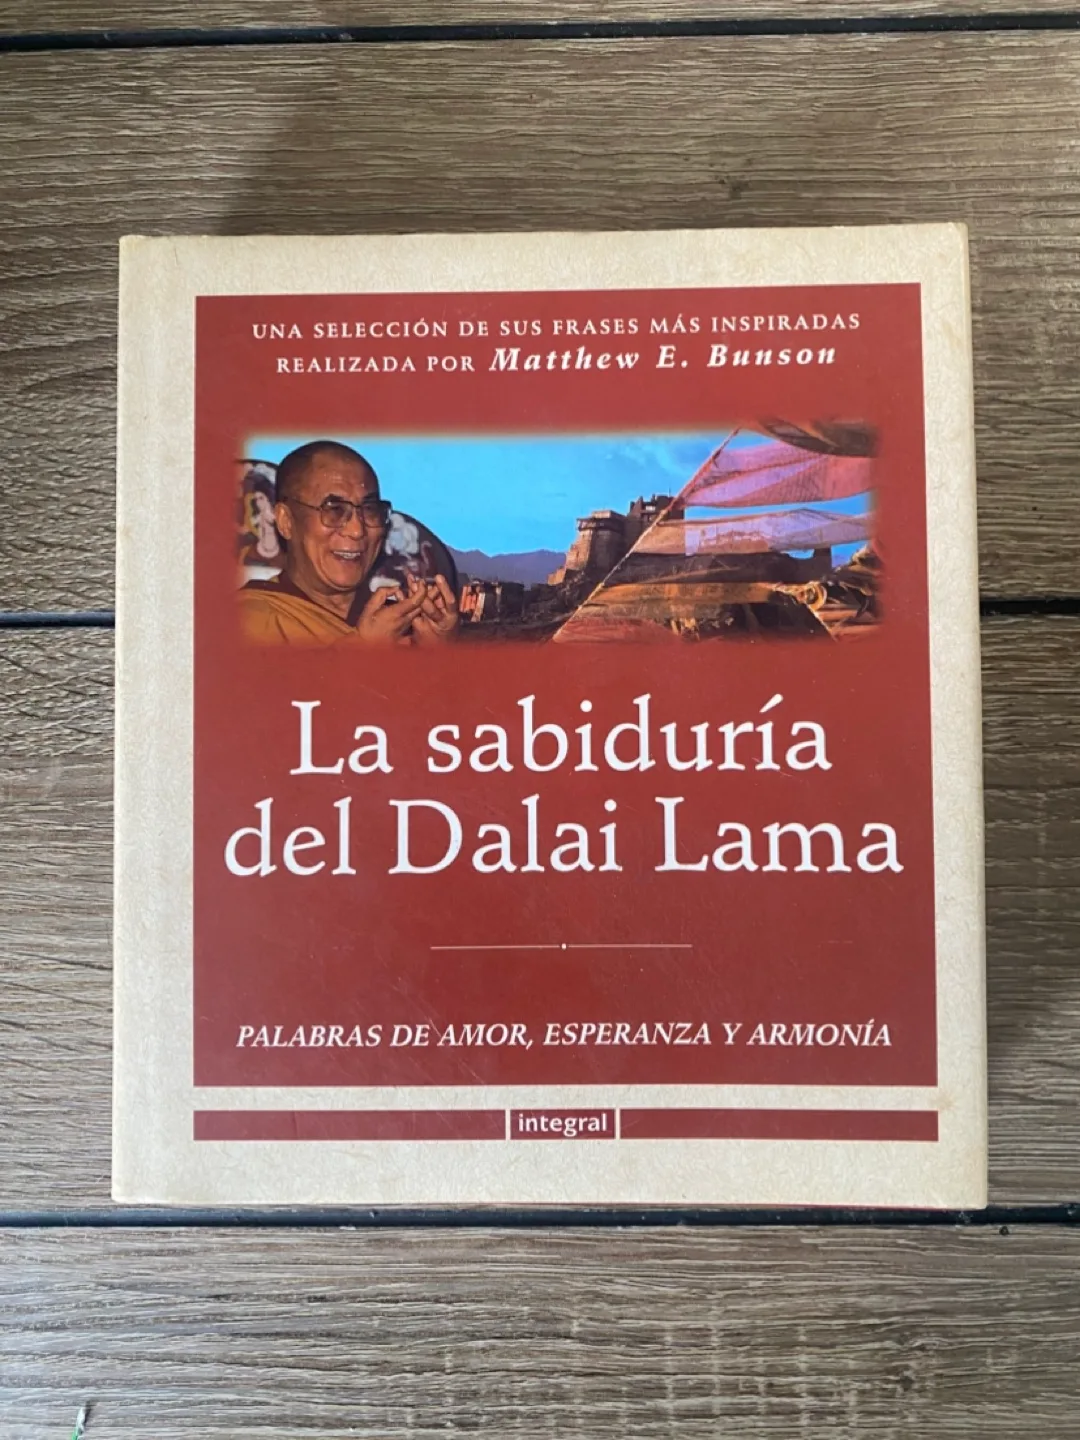 UNA SELECCIÓN DE SUS FRASES MÁS INSPIRADAS
REALIZADA POR Matthew E. Bunson
La sabiduría
del Dalai Lama
PALABRAS DE AMOR, ESPERANZA Y ARMONÍA
integral